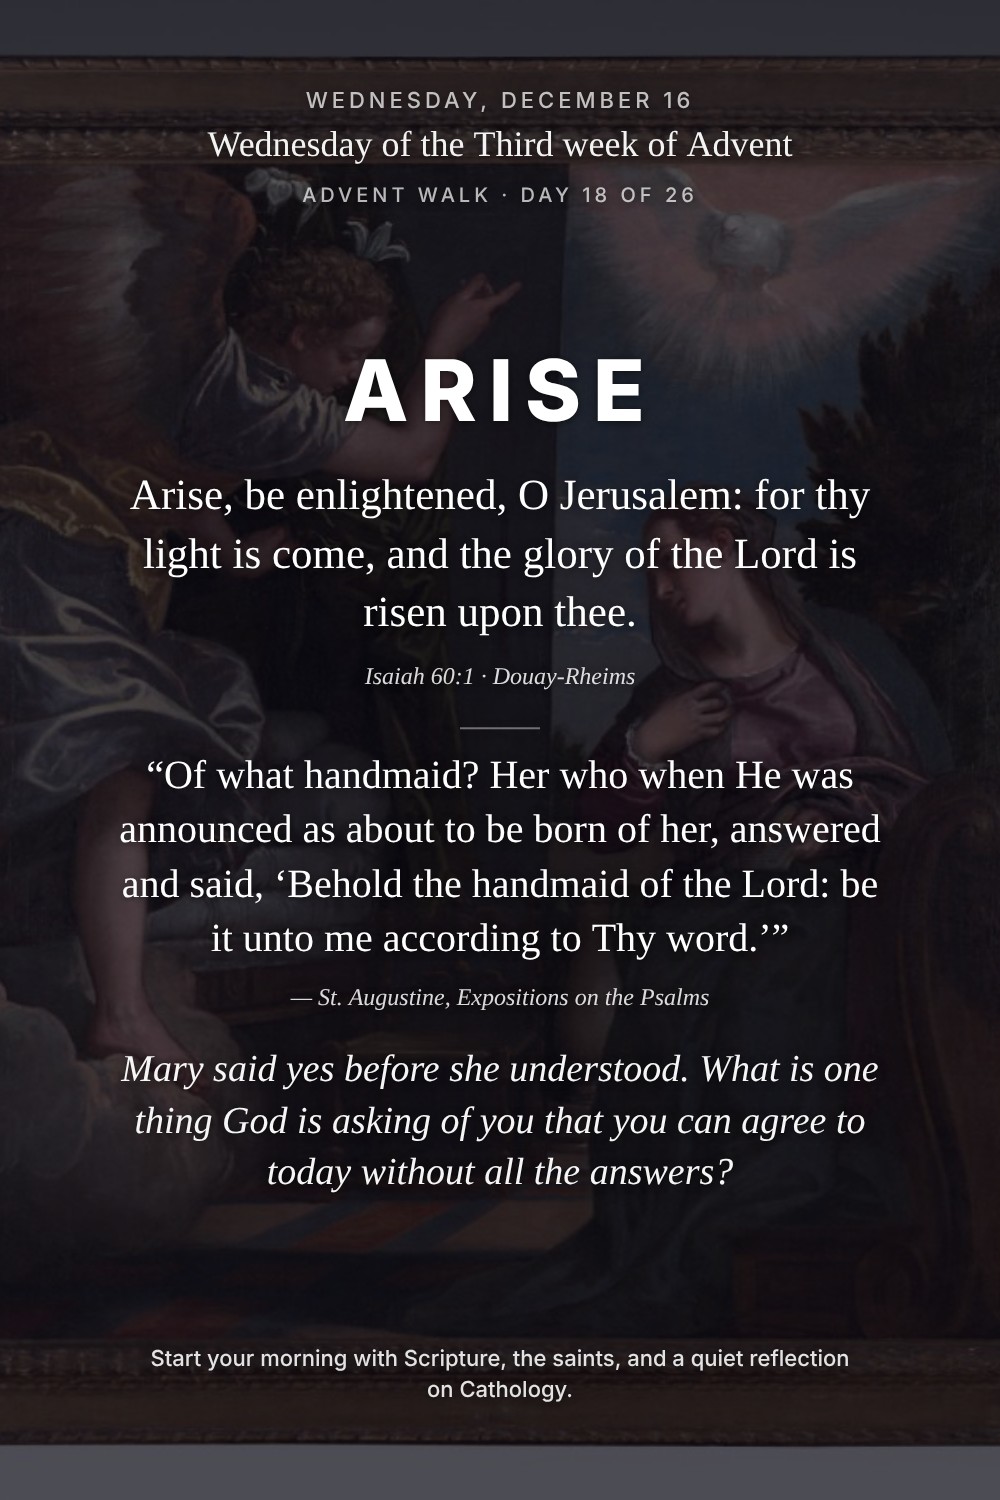 WEDNESDAY, DECEMBER 16
Wednesday of the Third week of Advent
ADVENT WALK · DAY 18 OF 26
ARISE
Arise, be enlightened, O Jerusalem: for thy
light is come, and the glory of the Lord is
risen upon thee.
Isaiah 60:1 · Douay-Rheims
“Of what handmaid? Her who when He was
announced as about to be born of her, answered
and said, ‘Behold the handmaid of the Lord: be
it unto me according to Thy word.’”
— St. Augustine, Expositions on the Psalms
Mary said yes before she understood. What is one
thing God is asking of you that you can agree to
today without all the answers?
Start your morning with Scripture, the saints, and a quiet reflection
on Cathology.